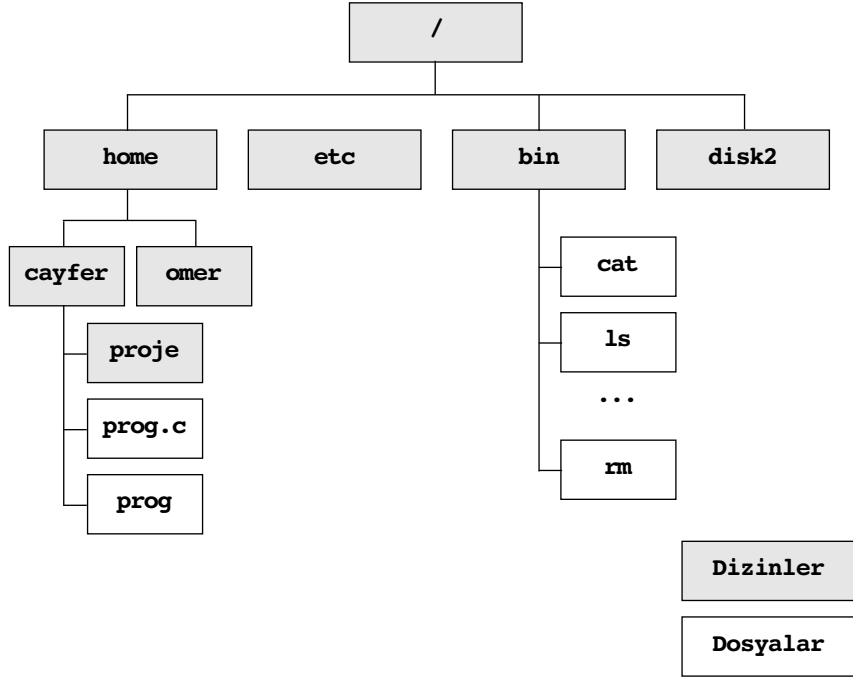 /
home
etc
bin
disk2
cayfer
omer
proje
prog.c
prog
cat
ls
...
rm
Dizinler
Dosyalar